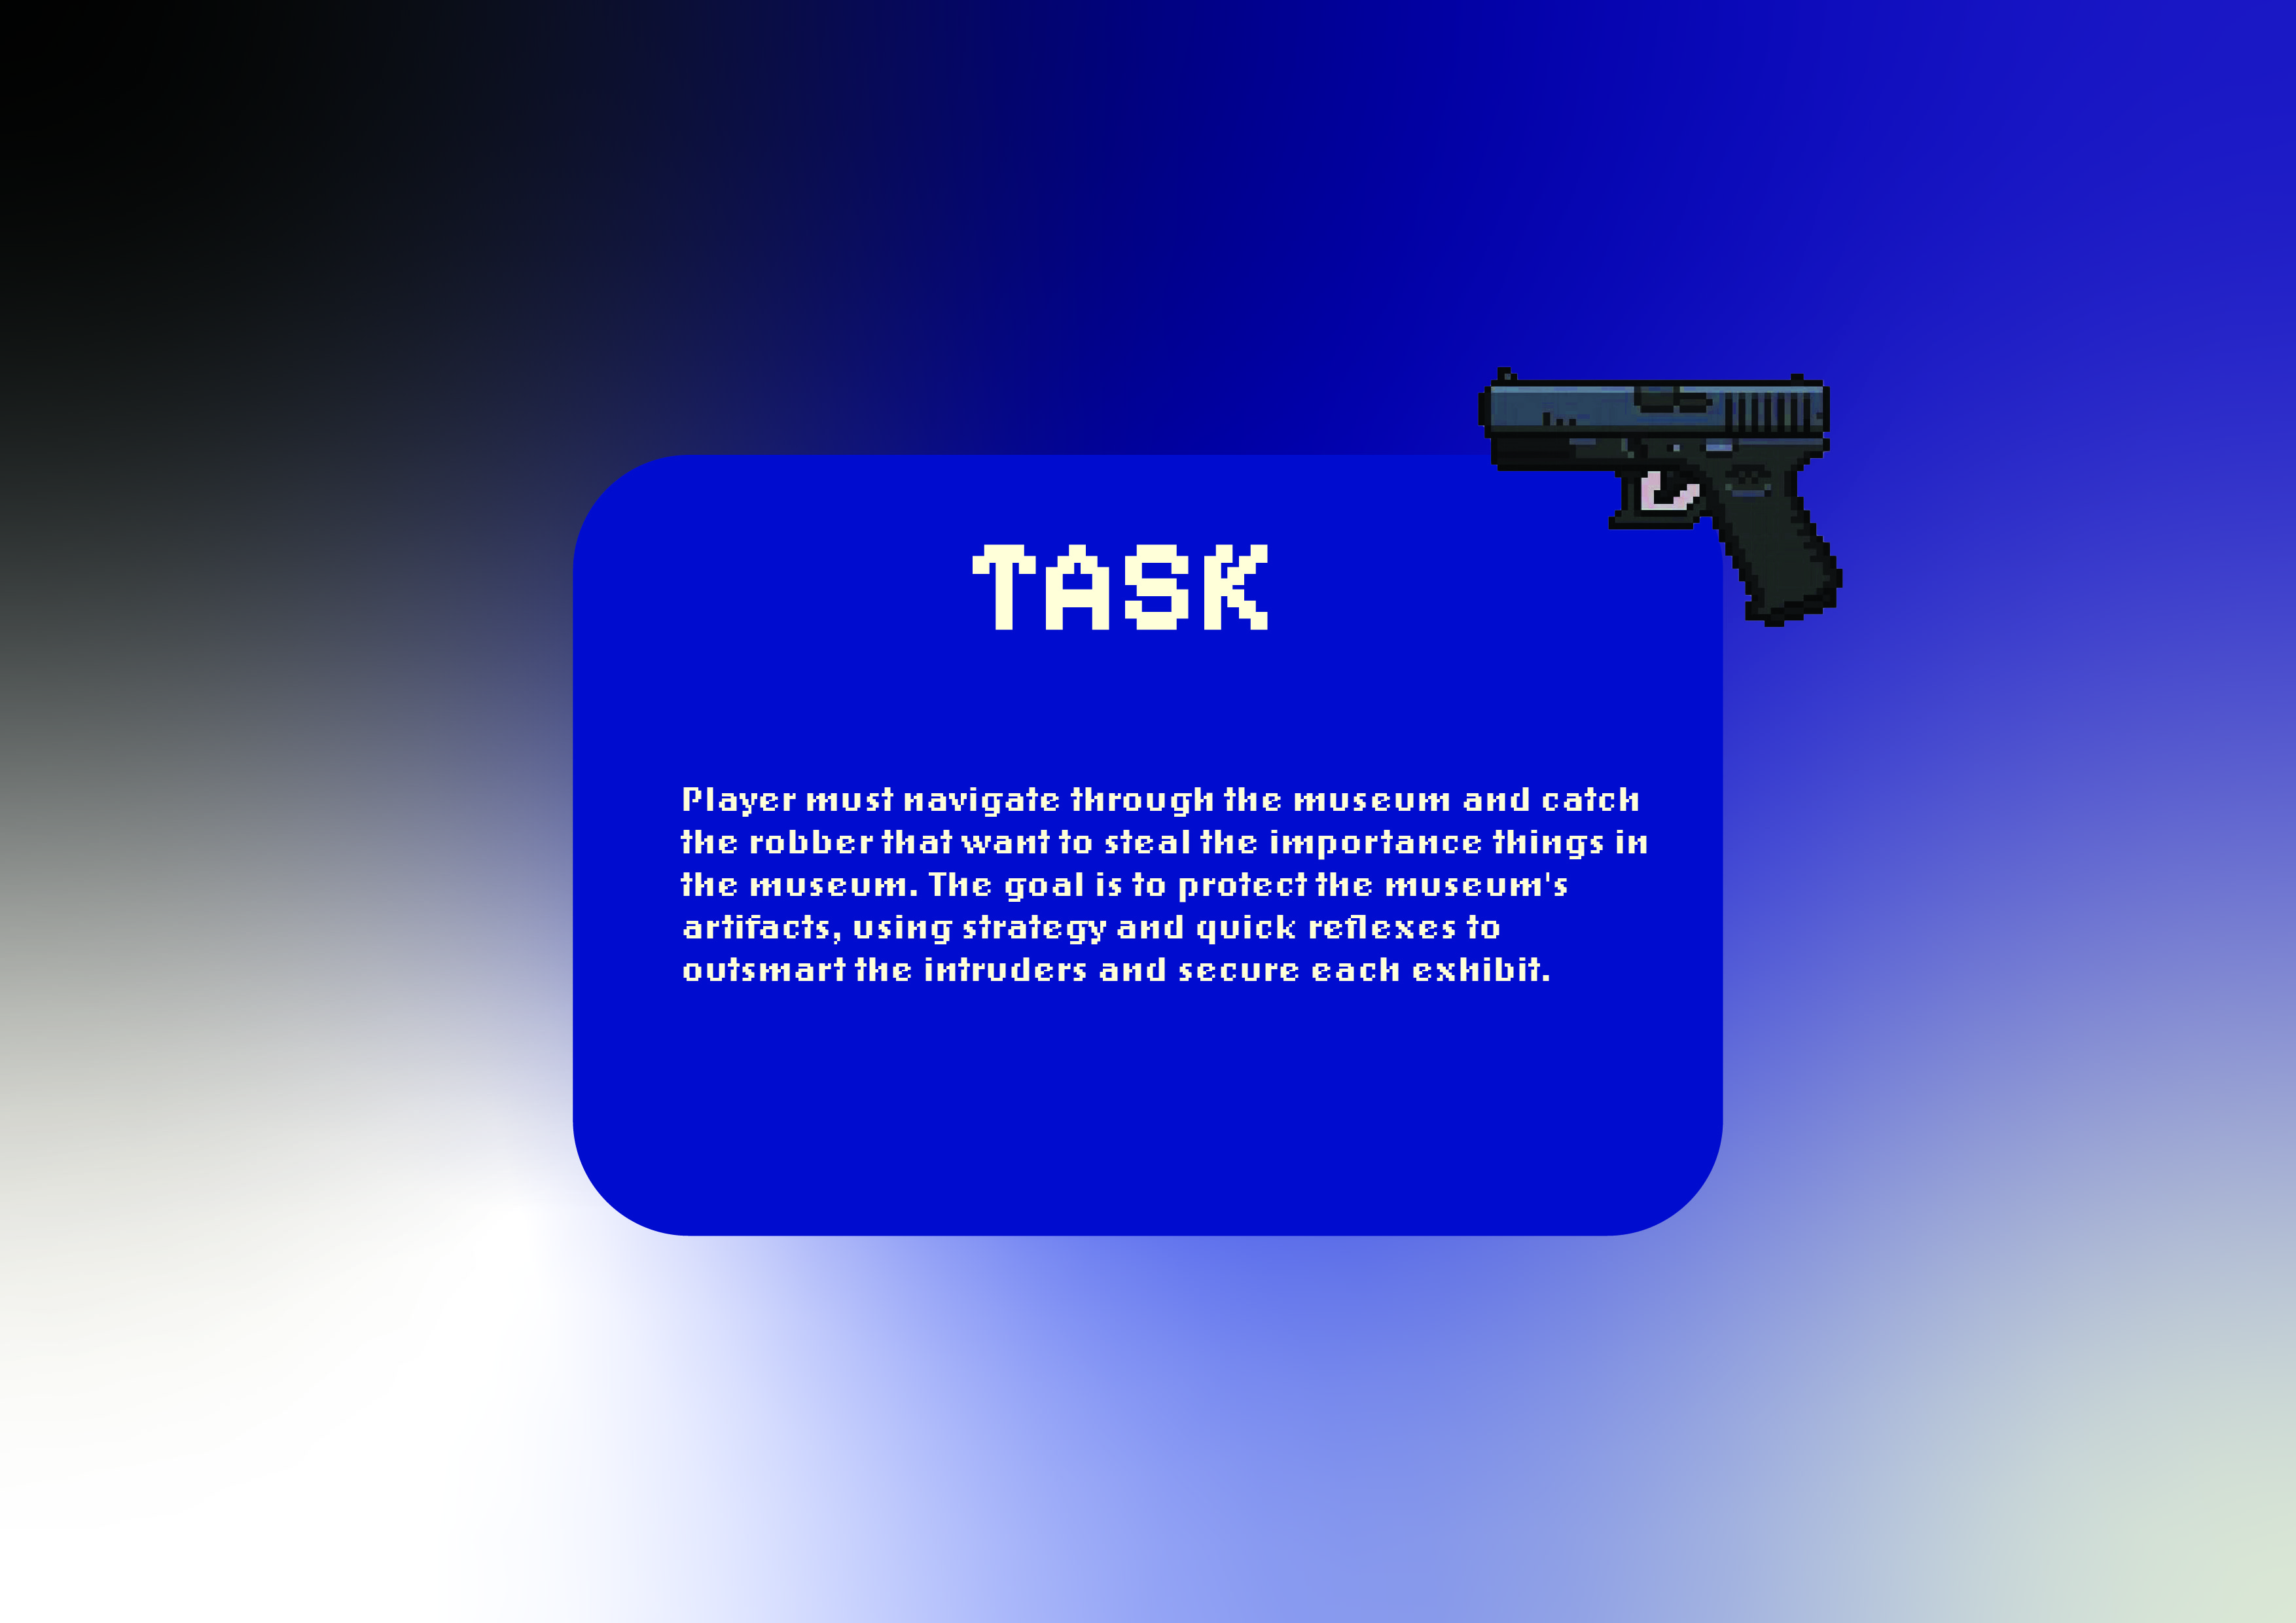 TASK
Player must navigate through the museum and catch
the robber that want to steal the importance things in
the museum. The goal is to protect the museum's
artifacts, using strategy and quick reflexes to
outsmart the intruders and secure each exhibit.